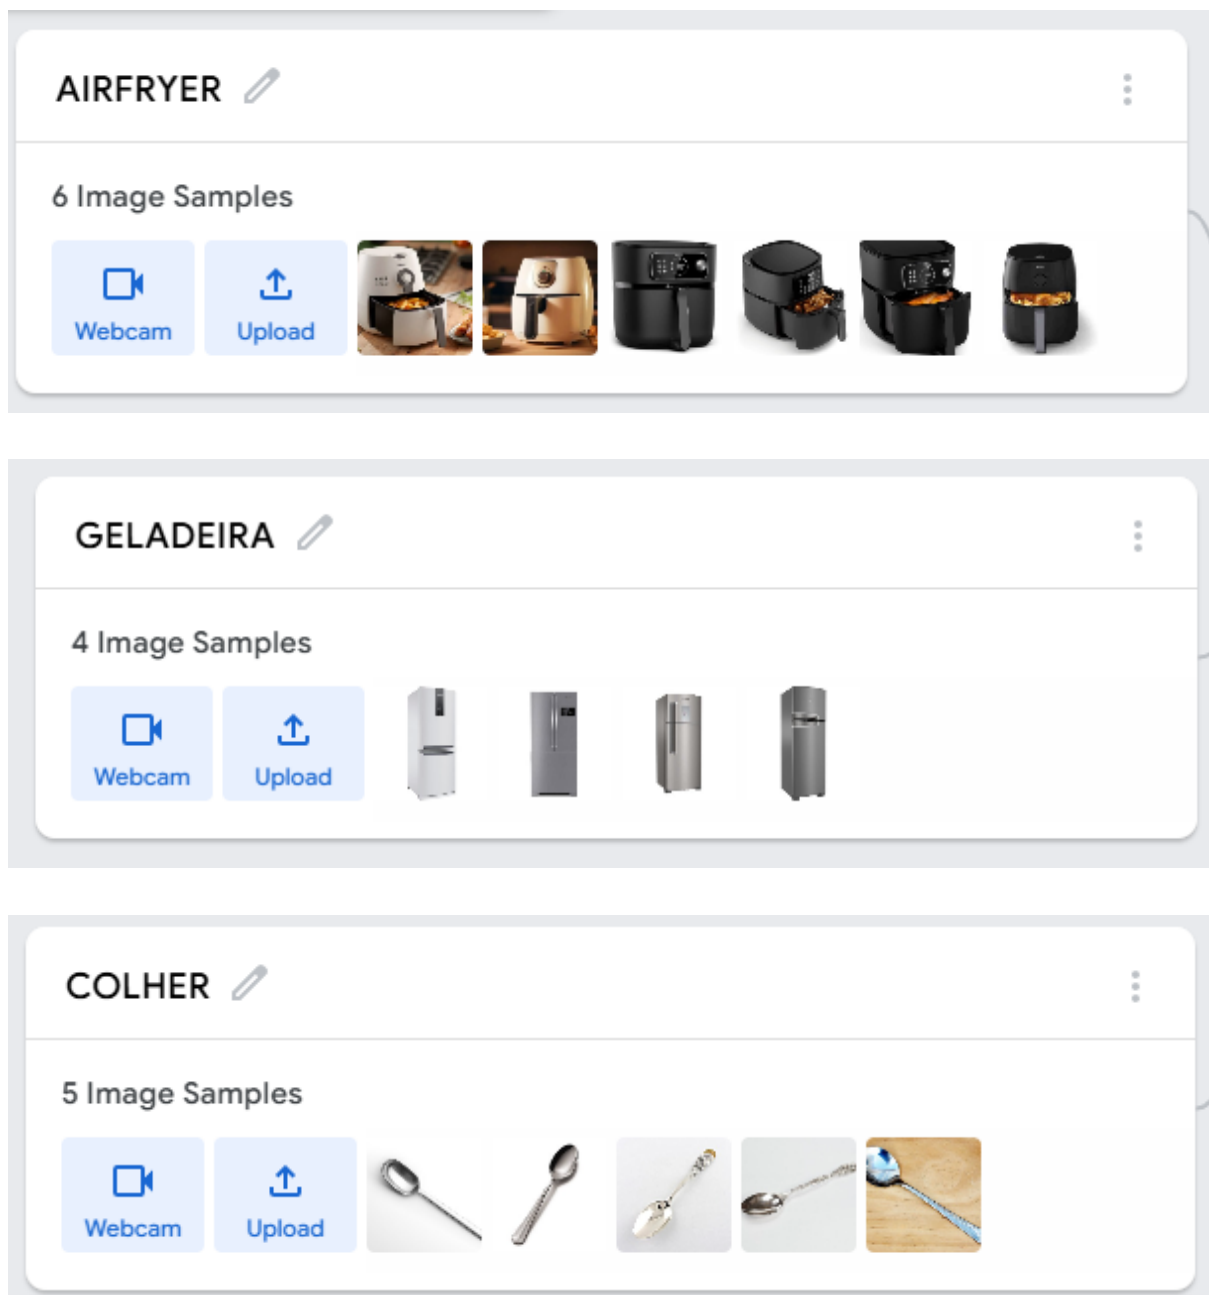 AIRFRYER
6 Image Samples
Webcam
Upload
GELADEIRA
4 Image Samples
Webcam
Upload
COLHER
5 Image Samples
Webcam
Upload